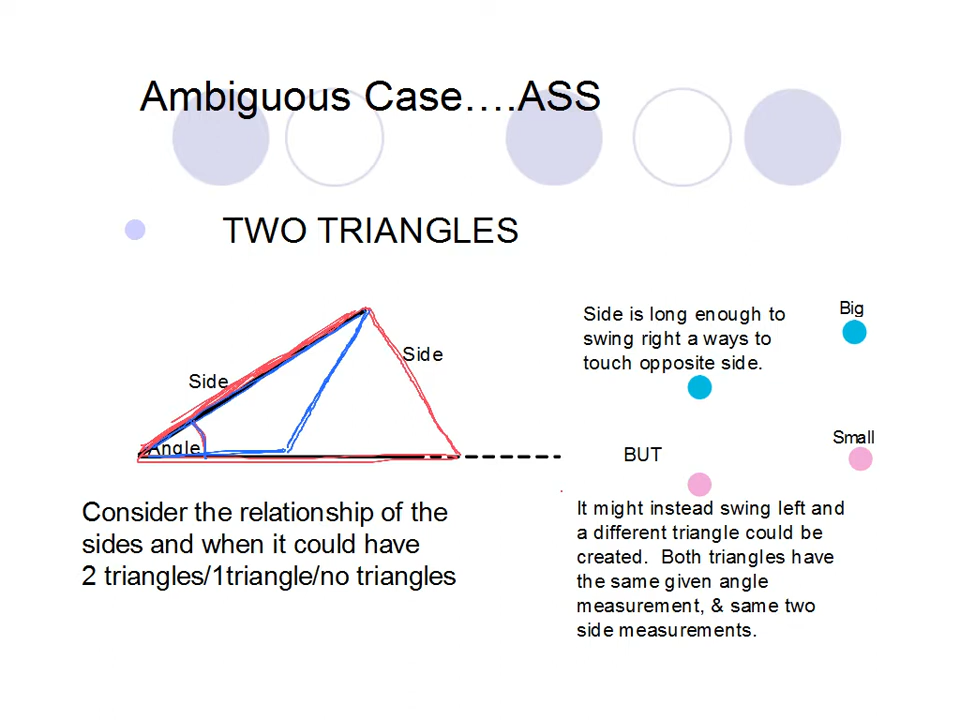 Ambiguous Case....ASS
TWO TRIANGLES
Side
Side
Angle
Consider the relationship of the
sides and when it could have
2 triangles/1triangle/no triangles
Side is long enough to
swing right a ways to
touch opposite side.
Big
BUT
Small
It might instead swing left and
a different triangle could be
created.  Both triangles have
the same given angle
measurement, & same two
side measurements.